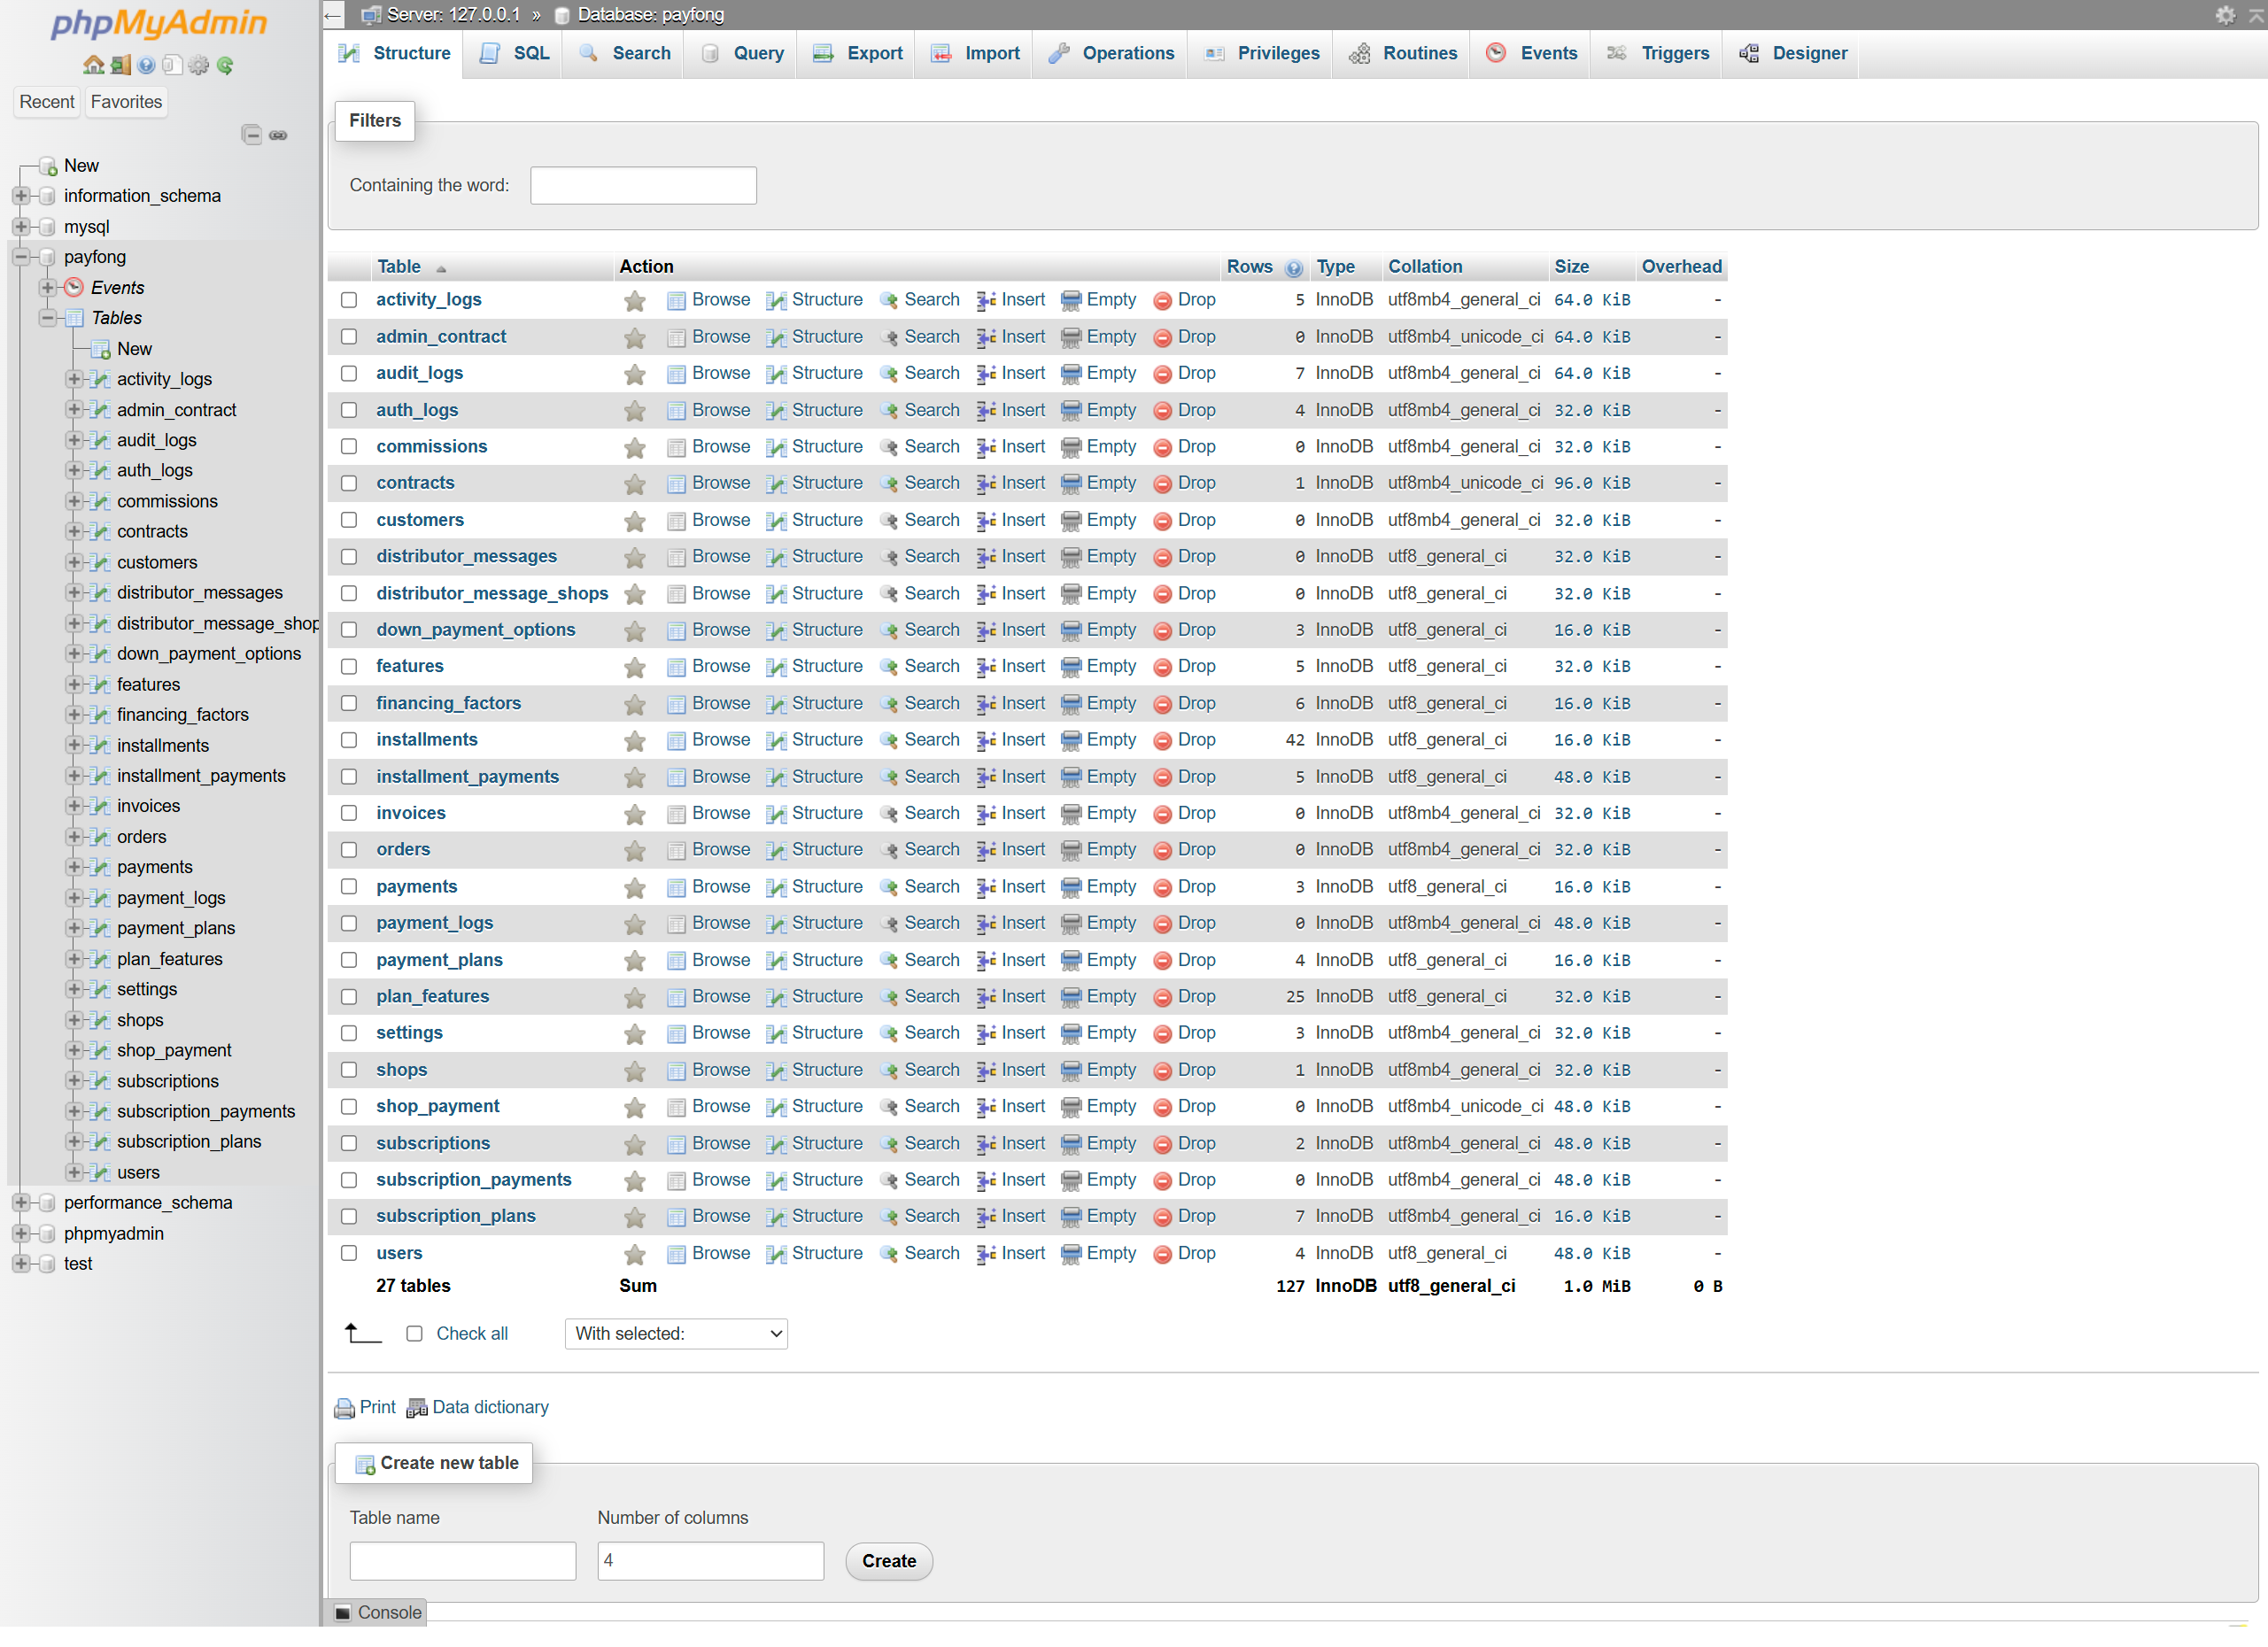 phpMyAdmin
Recent Favorites
New
information_schema
mysql
payfong
Events
Tables
New
activity_logs
admin_contract
audit_logs
auth_logs
commissions
contracts
customers
distributor_messages
distributor_message_shop
down_payment_options
features
financing_factors
installments
installment_payments
invoices
orders
payments
payment_logs
payment_plans
plan_features
settings
shops
shop_payment
subscriptions
subscription_payments
subscription_plans
users
performance_schema
phpmyadmin
test
Server: 127.0.0.1 » Database: payfong
Structure SQL Search Query Export Import Operations Privileges Routines Events Triggers Designer
Filters
Containing the word:
Table Action Rows Type Collation Size Overhead
activity_logs Browse Structure Search Insert Empty Drop 5 InnoDB utf8mb4_general_ci 64.0 KiB -
admin_contract Browse Structure Search Insert Empty Drop 0 InnoDB utf8mb4_unicode_ci 64.0 KiB -
audit_logs Browse Structure Search Insert Empty Drop 7 InnoDB utf8mb4_general_ci 64.0 KiB -
auth_logs Browse Structure Search Insert Empty Drop 4 InnoDB utf8mb4_general_ci 32.0 KiB -
commissions Browse Structure Search Insert Empty Drop 0 InnoDB utf8mb4_general_ci 32.0 KiB -
contracts Browse Structure Search Insert Empty Drop 1 InnoDB utf8mb4_unicode_ci 96.0 KiB -
customers Browse Structure Search Insert Empty Drop 0 InnoDB utf8mb4_general_ci 32.0 KiB -
distributor_messages Browse Structure Search Insert Empty Drop 0 InnoDB utf8_general_ci 32.0 KiB -
distributor_message_shops Browse Structure Search Insert Empty Drop 0 InnoDB utf8_general_ci 32.0 KiB -
down_payment_options Browse Structure Search Insert Empty Drop 3 InnoDB utf8_general_ci 16.0 KiB -
features Browse Structure Search Insert Empty Drop 5 InnoDB utf8_general_ci 32.0 KiB -
financing_factors Browse Structure Search Insert Empty Drop 6 InnoDB utf8_general_ci 16.0 KiB -
installments Browse Structure Search Insert Empty Drop 42 InnoDB utf8_general_ci 16.0 KiB -
installment_payments Browse Structure Search Insert Empty Drop 5 InnoDB utf8_general_ci 48.0 KiB -
invoices Browse Structure Search Insert Empty Drop 0 InnoDB utf8mb4_general_ci 32.0 KiB -
orders Browse Structure Search Insert Empty Drop 0 InnoDB utf8mb4_general_ci 32.0 KiB -
payments Browse Structure Search Insert Empty Drop 3 InnoDB utf8_general_ci 16.0 KiB -
payment_logs Browse Structure Search Insert Empty Drop 0 InnoDB utf8mb4_general_ci 48.0 KiB -
payment_plans Browse Structure Search Insert Empty Drop 4 InnoDB utf8_general_ci 16.0 KiB -
plan_features Browse Structure Search Insert Empty Drop 25 InnoDB utf8_general_ci 32.0 KiB -
settings Browse Structure Search Insert Empty Drop 3 InnoDB utf8mb4_general_ci 32.0 KiB -
shops Browse Structure Search Insert Empty Drop 1 InnoDB utf8mb4_general_ci 32.0 KiB -
shop_payment Browse Structure Search Insert Empty Drop 0 InnoDB utf8mb4_unicode_ci 48.0 KiB -
subscriptions Browse Structure Search Insert Empty Drop 2 InnoDB utf8mb4_general_ci 48.0 KiB -
subscription_payments Browse Structure Search Insert Empty Drop 0 InnoDB utf8mb4_general_ci 48.0 KiB -
subscription_plans Browse Structure Search Insert Empty Drop 7 InnoDB utf8mb4_general_ci 16.0 KiB -
users Browse Structure Search Insert Empty Drop 4 InnoDB utf8_general_ci 48.0 KiB -
27 tables Sum 127 InnoDB utf8_general_ci 1.0 MiB 0 B
Check all With selected:
Print Data dictionary
Create new table
Table name Number of columns
4 Create
Console